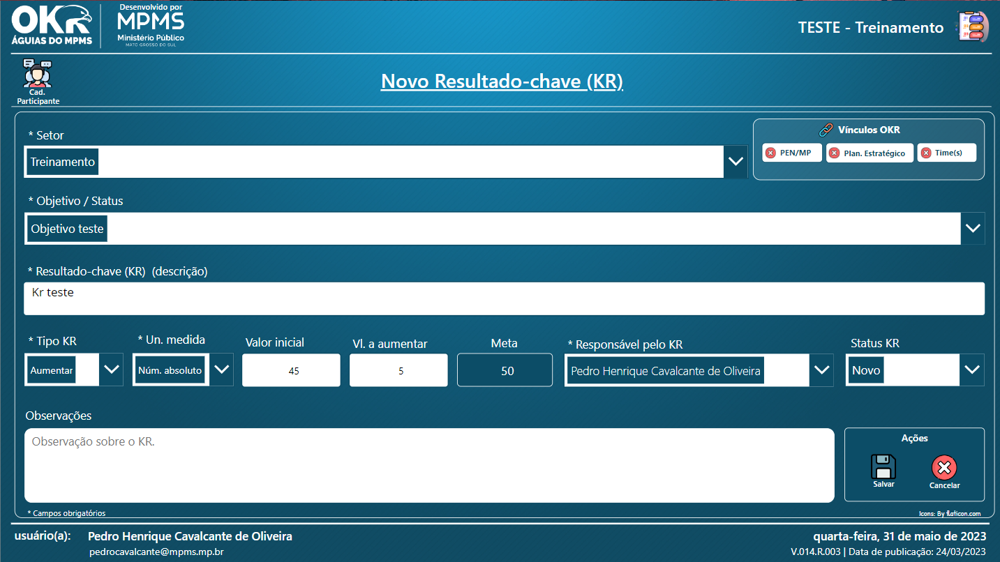 OKR
ÁGUIAS DO MPMS
Desenvolvido por
MPMS
Ministério Público
MATO GROSSO DO SUL
TESTE - Treinamento
Cad.
Participante
Novo Resultado-chave (KR)
* Setor
Treinamento
Vínculos OKR
PEN/MP
Plan. Estratégico
Time(s)
* Objetivo / Status
Objetivo teste
* Resultado-chave (KR) (descrição)
Kr teste
* Tipo KR
Aumentar
* Un. medida
Núm. absoluto
Valor inicial
45
Vl. a aumentar
5
Meta
50
* Responsável pelo KR
Pedro Henrique Cavalcante de Oliveira
Status KR
Novo
Observações
Observação sobre o KR.
Ações
Salvar
Cancelar
* Campos obrigatórios
Icons: By flaticon.com
usuário(a): Pedro Henrique Cavalcante de Oliveira
pedrocavalcante@mpms.mp.br
quarta-feira, 31 de maio de 2023
V.014.R.003 | Data de publicação: 24/03/2023